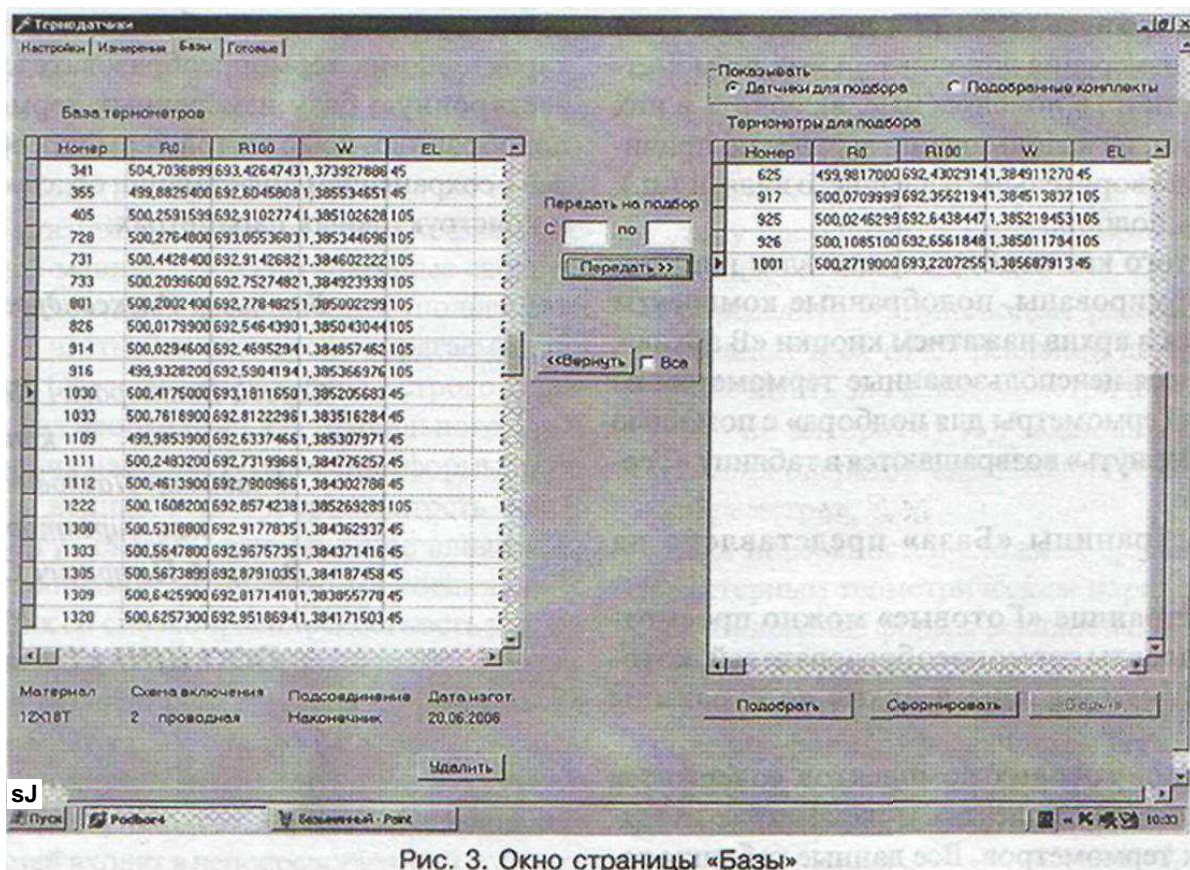 Термодатчики
Настройки Измерения Базы Готовые
Показывать
Датчики для подбора Подобранные комплекты
База термометров
Термометры для подбора
Номер R0 R100 W EL
341 504,7036899 693,4264743 1,373927886 45
355 499,8825400 692,6045808 1,385534651 45
405 500,2591599 692,9102774 1,385102628 105
728 500,2764800 693,0553683 1,385344696 105
731 500,4428400 692,9142682 1,384602222 105
733 500,2099600 692,7527482 1,384923939 105
801 500,2002400 692,7784825 1,385002299 105
826 500,0179900 692,5464393 1,385043044 105
914 500,0294600 692,4695294 1,384857462 105
916 499,9328200 692,5904194 1,385366976 105
1030 500,4175000 693,1811650 1,385205683 45
1033 500,7618900 692,8122296 1,383516284 45
1109 499,9853900 692,6337466 1,385307971 45
1111 500,2483200 692,7319966 1,384776257 45
1112 500,4613900 692,7800966 1,384302786 45
1222 500,1608200 692,8574238 1,385269289 105
1300 500,5318800 692,9177835 1,384362937 45
1303 500,5647800 692,9675735 1,384371416 45
1305 500,5673899 692,8791035 1,384187458 45
1309 500,6425900 692,8171410 1,383855778 45
1320 500,6257300 692,9518694 1,384171503 45
Передать на подбор
С по
Передать >>
<<Вернуть Все
Номер R0 R100 W EL
625 499,9817000 692,4302914 1,384911270 45
917 500,0709999 692,3552194 1,384513837 105
925 500,0246299 692,6438447 1,385219453 105
926 500,1085100 692,6561848 1,385011784 105
1001 500,2719000 693,2207255 1,385687913 45
Материал Схема включения Подсоединение Дата изгот.
12Х18Т 2 проводная Наконечник 20.06.2006
Подобрать Сформировать
Удалить
sJ
Пуск Podbor4 Безымянный - Paint 10:33
Рис. 3. Окно страницы «Базы»